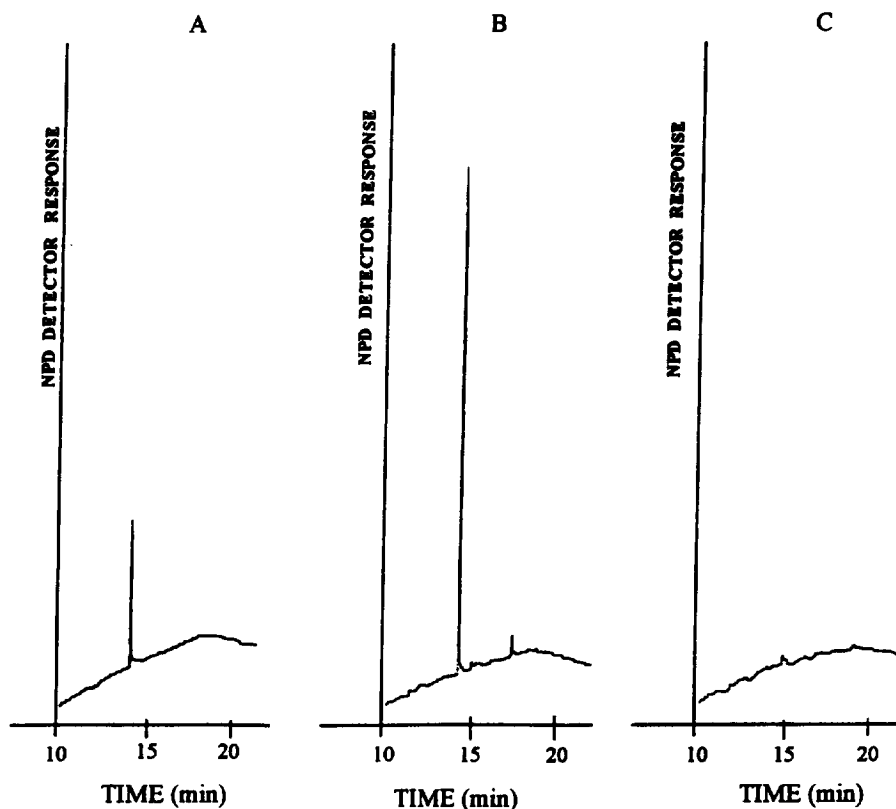 A
B
C
NPD DETECTOR RESPONSE
NPD DETECTOR RESPONSE
NPD DETECTOR RESPONSE
10 15 20
10 15 20
10 15 20
TIME (min)
TIME (min)
TIME (min)